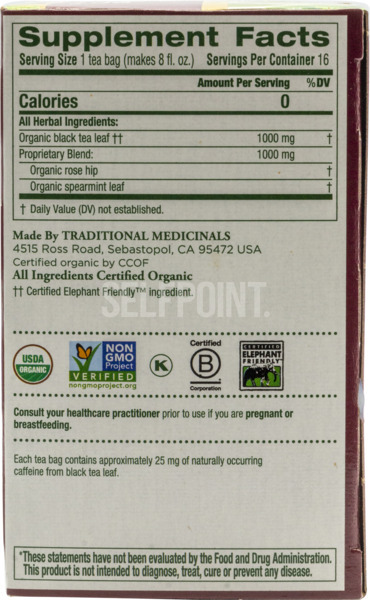 Supplement Facts
Serving Size 1 tea bag (makes 8 fl. oz.) Servings Per Container 16
Amount Per Serving %DV
Calories 0
All Herbal Ingredients:
Organic black tea leaf †† 1000 mg †
Proprietary Blend: 1000 mg
Organic rose hip †
Organic spearmint leaf †
† Daily Value (DV) not established.
Made By TRADITIONAL MEDICINALS
4515 Ross Road, Sebastopol, CA 95472 USA
Certified organic by CCOF
All Ingredients Certified Organic
†† Certified Elephant Friendly™ ingredient.
SELFPOINT.
USDA
ORGANIC
NON
GMO
Project
VERIFIED
nongmoproject.org
K
Certified
B
Corporation
CERTIFIED
ELEPHANT
FRIENDLY
Consult your healthcare practitioner prior to use if you are pregnant or
breastfeeding.
Each tea bag contains approximately 25 mg of naturally occurring
caffeine from black tea leaf.
*These statements have not been evaluated by the Food and Drug Administration.
This product is not intended to diagnose, treat, cure or prevent any disease.